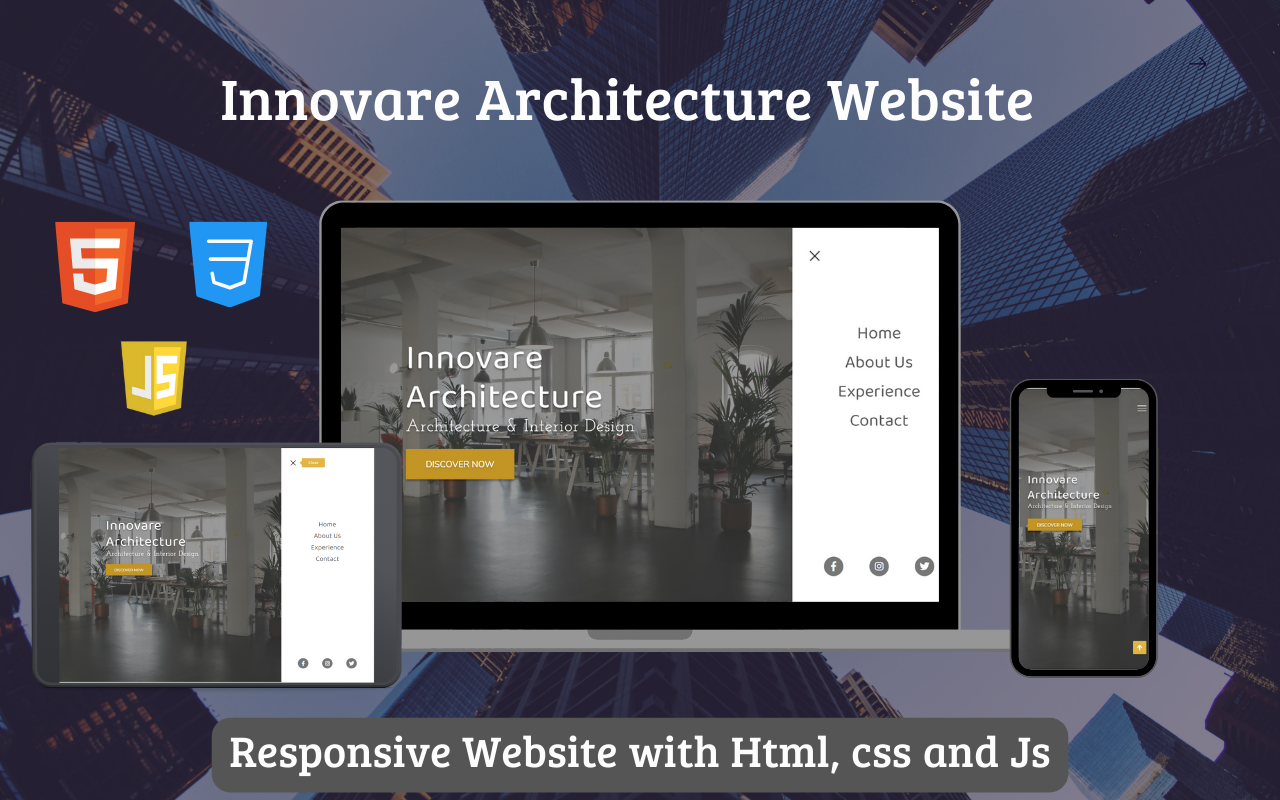 Innovare Architecture Website
5
3
JS
Innovare
Architecture
Architecture & Interior Design
DISCOVER NOW
Home
About Us
Experience
Contact
Innovare
Architecture
Architecture & Interior Design
DISCOVER NOW
Close
Home
About Us
Experience
Contact
Innovare
Architecture
Architecture & Interior Design
DISCOVER NOW
Responsive Website with Html, css and Js